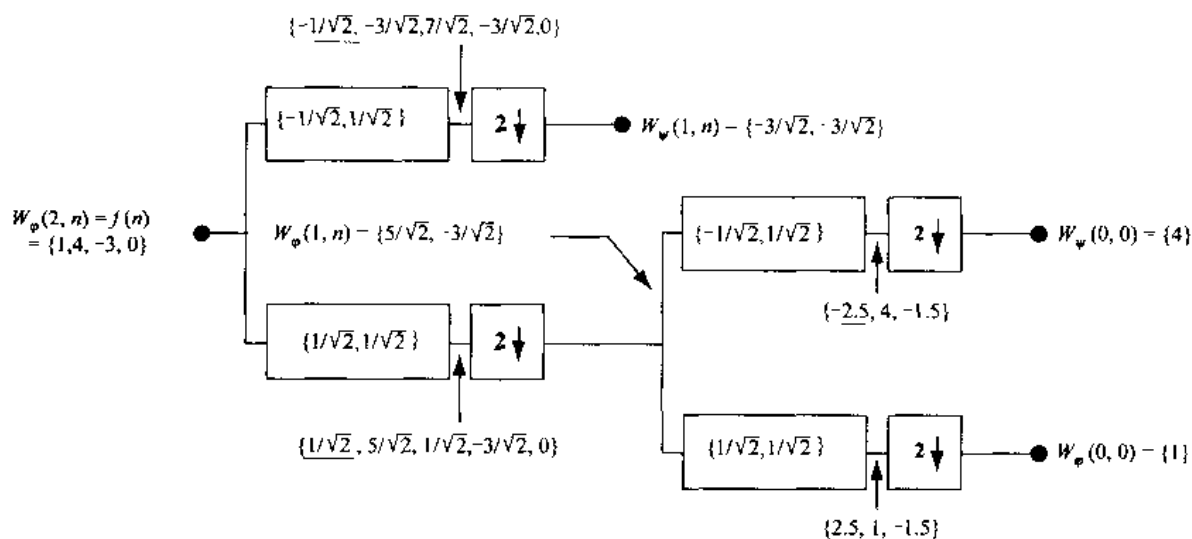 {-1/√2, -3/√2,7/√2, -3/√2,0}
{-1/√2,1/√2 }
2
W_ψ(1, n) – {-3/√2, -3/√2}
W_φ(2, n) = f (n)
= {1,4, -3, 0}
W_φ(1, n) – {5/√2, -3/√2}
{-1/√2,1/√2 }
2
W_ψ(0, 0) = {4}
{-2.5, 4, -1.5}
{1/√2,1/√2 }
2
{1/√2 , 5/√2, 1/√2,-3/√2, 0}
{1/√2,1/√2 }
2
W_φ(0, 0) – {1}
{2.5, 1, -1.5}